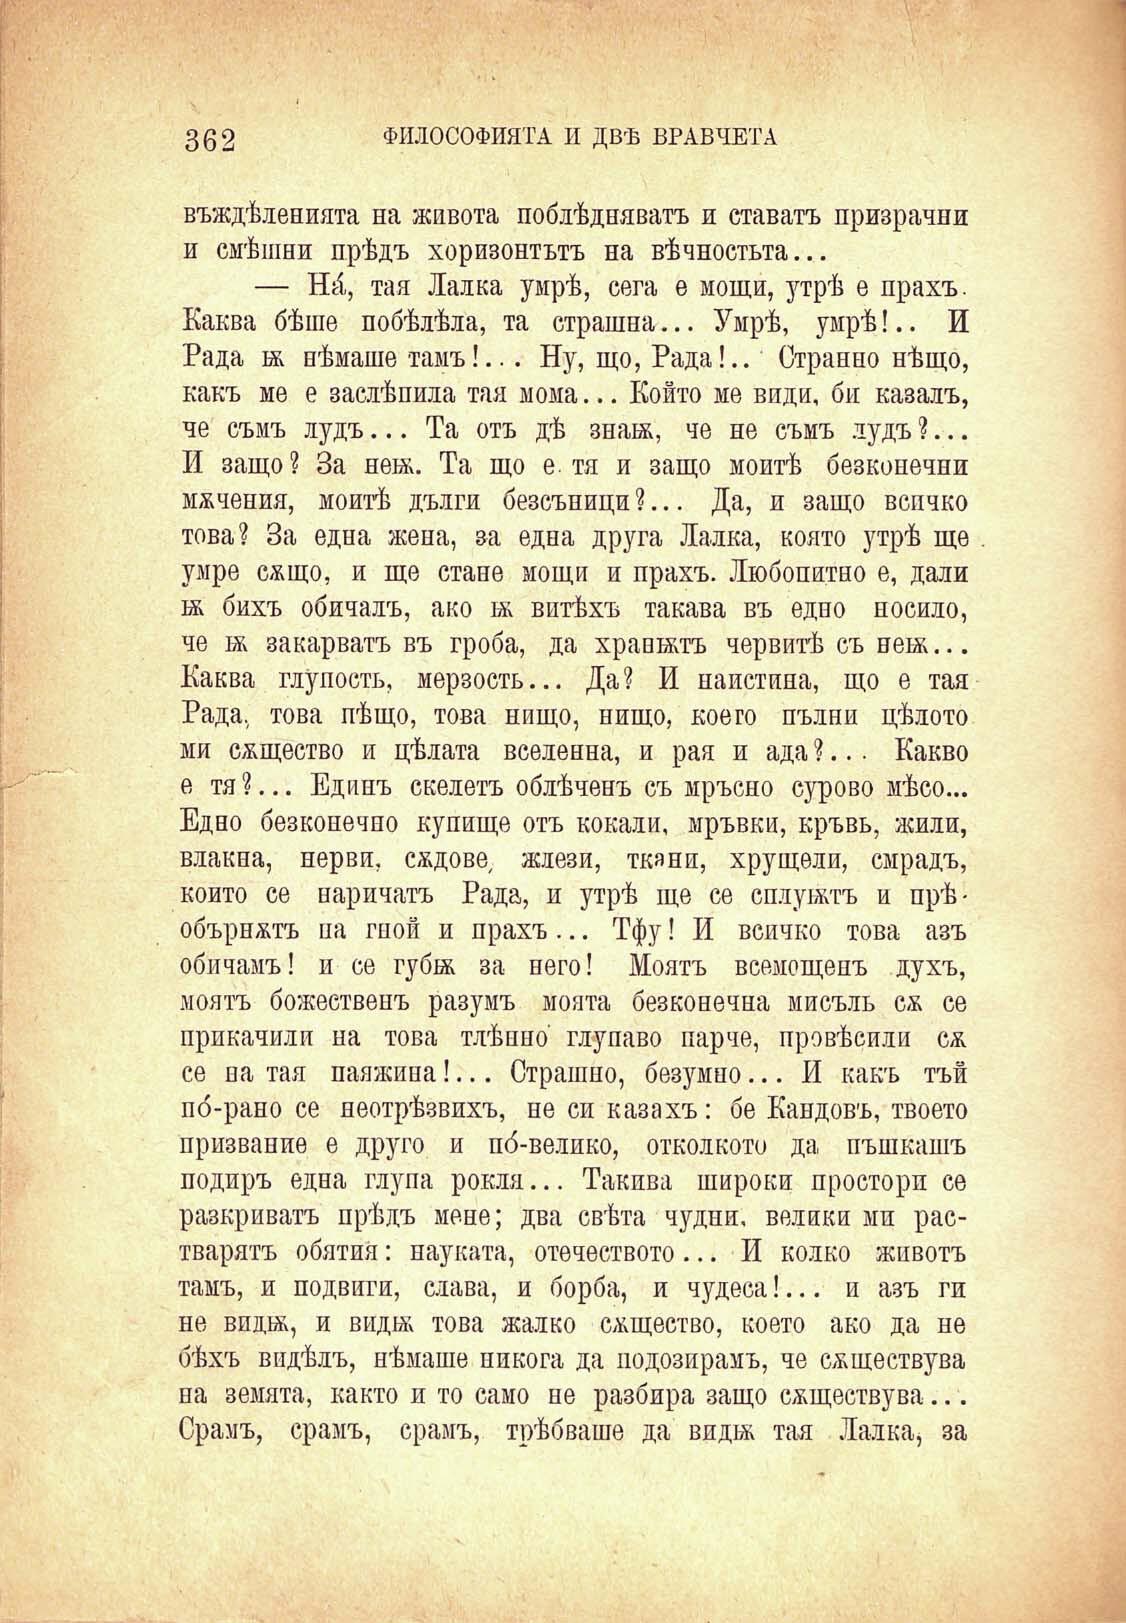 362 ФИЛОСОФИЯТА И ДВѢ ВРАВЧЕТА
въждѣленията на живота поблѣдняватъ и ставатъ призрачни
и смѣшни прѣдъ хоризонтътъ на вѣчностьта...
— На́, тая Лалка умрѣ, сега е мощи, утрѣ е прахъ.
Каква бѣше побѣлѣла, та страшна... Умрѣ, умрѣ!.. И
Рада ѭ нѣмаше тамъ!... Ну, що, Рада!.. Странно нѣщо,
какъ ме е заслѣпила тая мома... Който ме види, би казалъ,
че съмъ лудъ... Та отъ дѣ знаѭ, че не съмъ лудъ?...
И защо? За неѭ. Та що е тя и защо моитѣ безконечни
мѫчения, моитѣ дълги безсъници?... Да, и защо всичко
това? За една жена, за една друга Лалка, която утрѣ ще
умре сѫщо, и ще стане мощи и прахъ. Любопитно е, дали
ѭ бихъ обичалъ, ако ѭ витѣхъ такава въ едно носило,
че ѭ закарватъ въ гроба, да хранѭтъ червитѣ съ неѭ...
Каква глупость, мерзость... Да? И наистина, що е тая
Рада, това пѣщо, това нищо, нищо, коего пълни цѣлото
ми сѫщество и цѣлата вселенна, и рая и ада?... Какво
е тя?... Единъ скелетъ облѣченъ съ мръсно сурово мѣсо...
Едно безконечно купище отъ кокали, мръвки, кръвь, жили,
влакна, нерви, сѫдове, жлези, ткани, хрущели, смрадъ,
които се наричатъ Рада, и утрѣ ще се сплуѭтъ и прѣ-
обърнѫтъ на гной и прахъ... Тфу! И всичко това азъ
обичамъ! и се губѭ за него! Моятъ всемощенъ духъ,
моятъ божественъ разумъ моята безконечна мисъль сѫ се
прикачили на това тлѣнно глупаво парче, провѣсили сѫ
се на тая паяжина!... Страшно, безумно... И какъ тъй
по́-рано се неотрѣзвихъ, не си казахъ: бе Кандовъ, твоето
призвание е друго и по́-велико, отколкото да пъшкашъ
подиръ една глупа рокля... Такива широки простори се
разкриватъ прѣдъ мене; два свѣта чудни, велики ми рас-
тварятъ обятия: науката, отечеството... И колко животъ
тамъ, и подвиги, слава, и борба, и чудеса!... и азъ ги
не видѭ, и видѭ това жалко сѫщество, което ако да не
бѣхъ видѣлъ, нѣмаше никога да подозирамъ, че сѫществува
на земята, както и то само не разбира защо сѫществува...
Срамъ, срамъ, срамъ, трѣбваше да видѭ тая Лалка, за